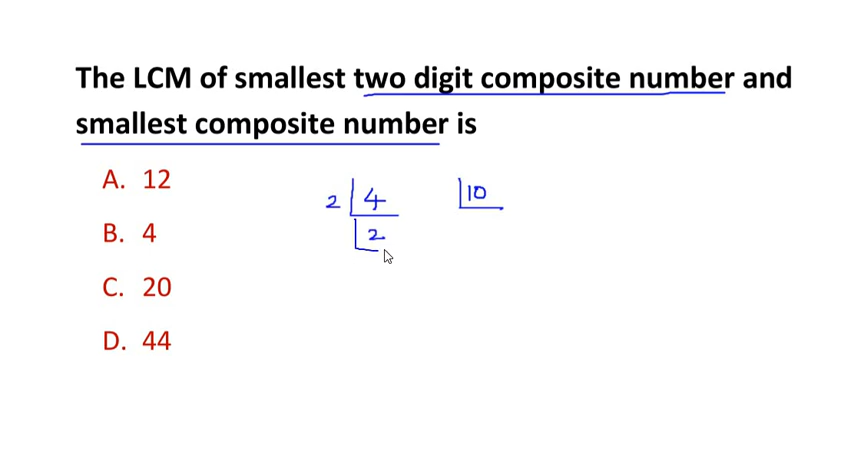 The LCM of smallest two digit composite number and
smallest composite number is
A. 12
B. 4
C. 20
D. 44
2 4 10
2